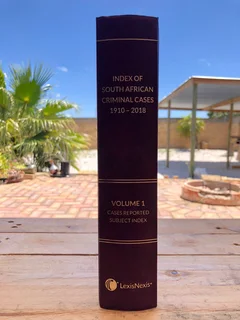 INDEX OF
SOUTH AFRICAN
CRIMINAL CASES
1910 - 2018
VOLUME 1
CASES REPORTED
SUBJECT INDEX
LexisNexis®